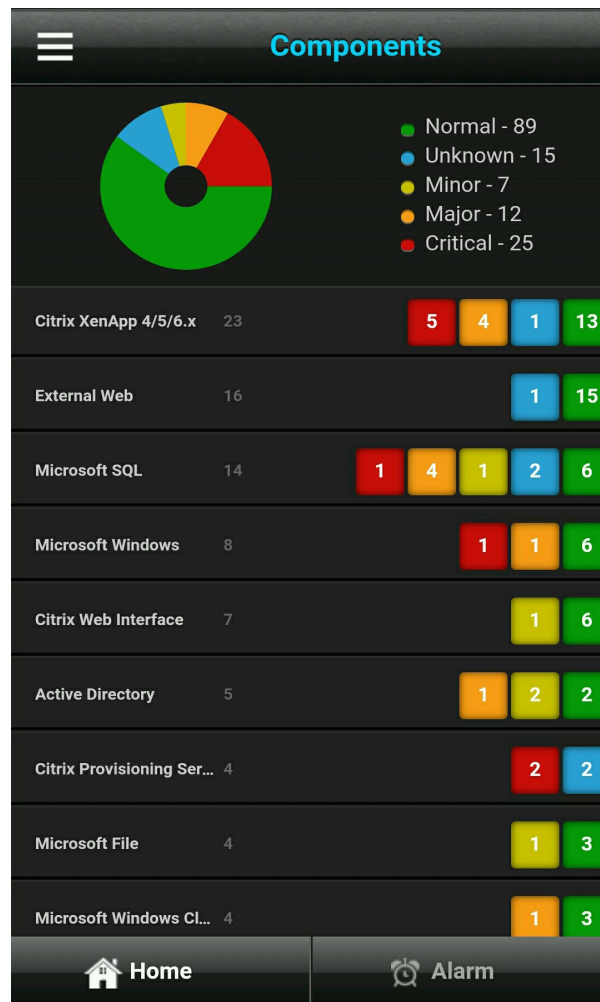 Components
Normal - 89
Unknown - 15
Minor - 7
Major - 12
Critical - 25
Citrix XenApp 4/5/6.x 23 5 4 1 13
External Web 16 1 15
Microsoft SQL 14 1 4 1 2 6
Microsoft Windows 8 1 1 6
Citrix Web Interface 7 1 6
Active Directory 5 1 2 2
Citrix Provisioning Ser... 4 2 2
Microsoft File 4 1 3
Microsoft Windows Cl... 4 1 3
Home Alarm